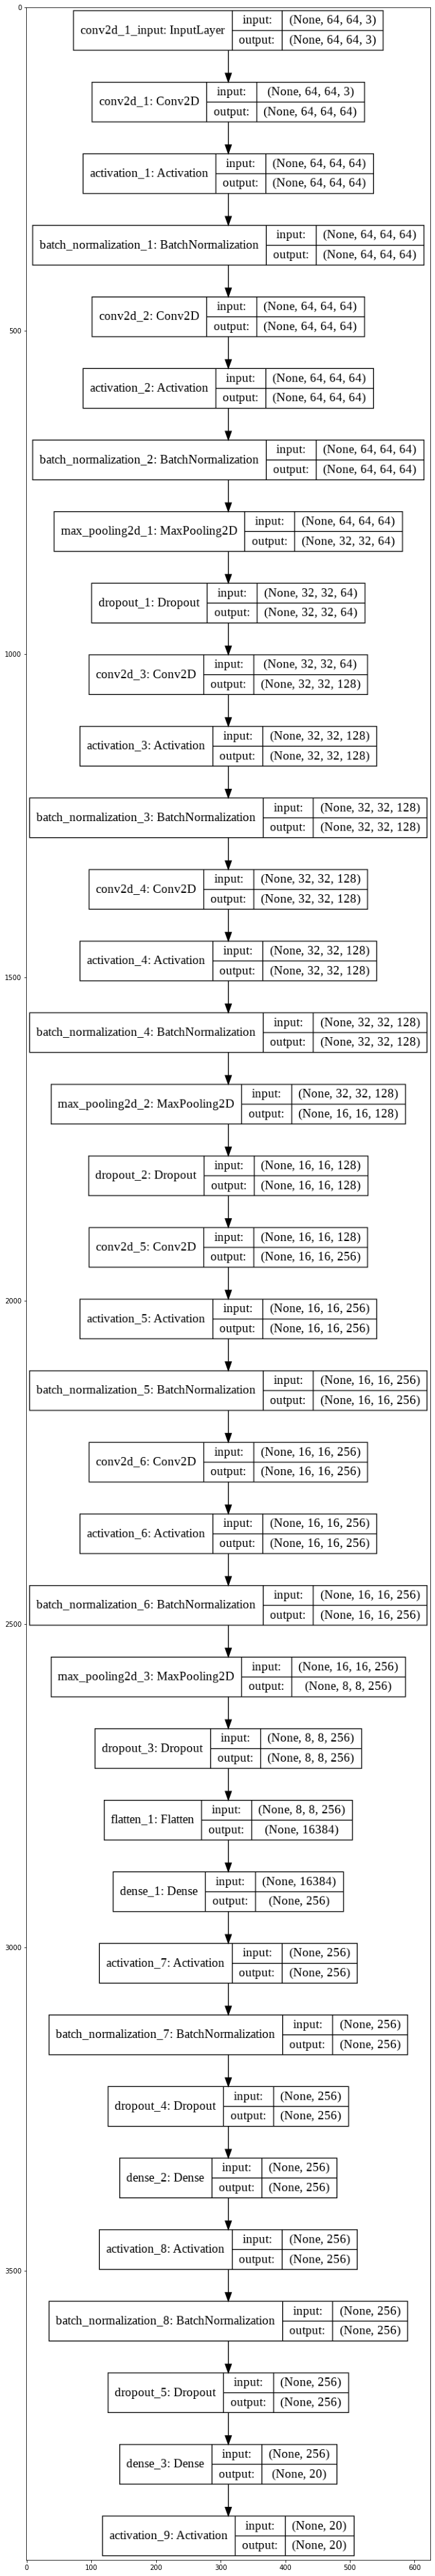 0
conv2d_1_input: InputLayer input: (None, 64, 64, 3)
output: (None, 64, 64, 3)
conv2d_1: Conv2D input: (None, 64, 64, 3)
output: (None, 64, 64, 64)
activation_1: Activation input: (None, 64, 64, 64)
output: (None, 64, 64, 64)
batch_normalization_1: BatchNormalization input: (None, 64, 64, 64)
output: (None, 64, 64, 64)
conv2d_2: Conv2D input: (None, 64, 64, 64)
output: (None, 64, 64, 64)
500
activation_2: Activation input: (None, 64, 64, 64)
output: (None, 64, 64, 64)
batch_normalization_2: BatchNormalization input: (None, 64, 64, 64)
output: (None, 64, 64, 64)
max_pooling2d_1: MaxPooling2D input: (None, 64, 64, 64)
output: (None, 32, 32, 64)
dropout_1: Dropout input: (None, 32, 32, 64)
output: (None, 32, 32, 64)
1000
conv2d_3: Conv2D input: (None, 32, 32, 64)
output: (None, 32, 32, 128)
activation_3: Activation input: (None, 32, 32, 128)
output: (None, 32, 32, 128)
batch_normalization_3: BatchNormalization input: (None, 32, 32, 128)
output: (None, 32, 32, 128)
conv2d_4: Conv2D input: (None, 32, 32, 128)
output: (None, 32, 32, 128)
activation_4: Activation input: (None, 32, 32, 128)
output: (None, 32, 32, 128)
1500
batch_normalization_4: BatchNormalization input: (None, 32, 32, 128)
output: (None, 32, 32, 128)
max_pooling2d_2: MaxPooling2D input: (None, 32, 32, 128)
output: (None, 16, 16, 128)
dropout_2: Dropout input: (None, 16, 16, 128)
output: (None, 16, 16, 128)
conv2d_5: Conv2D input: (None, 16, 16, 128)
output: (None, 16, 16, 256)
2000
activation_5: Activation input: (None, 16, 16, 256)
output: (None, 16, 16, 256)
batch_normalization_5: BatchNormalization input: (None, 16, 16, 256)
output: (None, 16, 16, 256)
conv2d_6: Conv2D input: (None, 16, 16, 256)
output: (None, 16, 16, 256)
activation_6: Activation input: (None, 16, 16, 256)
output: (None, 16, 16, 256)
batch_normalization_6: BatchNormalization input: (None, 16, 16, 256)
output: (None, 16, 16, 256)
2500
max_pooling2d_3: MaxPooling2D input: (None, 16, 16, 256)
output: (None, 8, 8, 256)
dropout_3: Dropout input: (None, 8, 8, 256)
output: (None, 8, 8, 256)
flatten_1: Flatten input: (None, 8, 8, 256)
output: (None, 16384)
dense_1: Dense input: (None, 16384)
output: (None, 256)
3000
activation_7: Activation input: (None, 256)
output: (None, 256)
batch_normalization_7: BatchNormalization input: (None, 256)
output: (None, 256)
dropout_4: Dropout input: (None, 256)
output: (None, 256)
dense_2: Dense input: (None, 256)
output: (None, 256)
activation_8: Activation input: (None, 256)
output: (None, 256)
3500
batch_normalization_8: BatchNormalization input: (None, 256)
output: (None, 256)
dropout_5: Dropout input: (None, 256)
output: (None, 256)
dense_3: Dense input: (None, 256)
output: (None, 20)
activation_9: Activation input: (None, 20)
output: (None, 20)
0 100 200 300 400 500 600